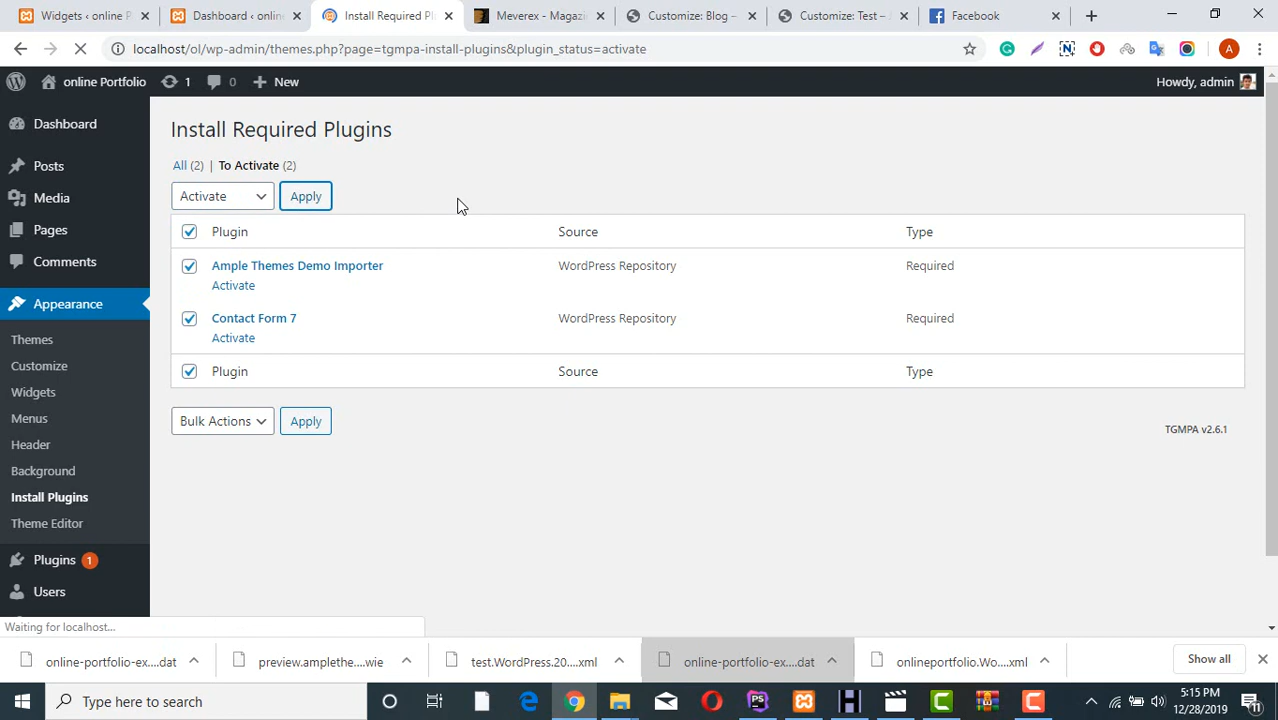 Widgets ‹ online P
Dashboard ‹ onlin
Install Required Pl
Meverex - Magazi
Customize: Blog –
Customize: Test – A
Facebook
localhost/ol/wp-admin/themes.php?page=tgmpa-install-plugins&plugin_status=activate
A
online Portfolio
1
0
New
Howdy, admin
Dashboard
Posts
Media
Pages
Comments
Appearance
Themes
Customize
Widgets
Menus
Header
Background
Install Plugins
Theme Editor
Plugins 1
Users
Install Required Plugins
All (2) | To Activate (2)
Activate
Apply
Plugin Source Type
Ample Themes Demo Importer WordPress Repository Required
Activate
Contact Form 7 WordPress Repository Required
Activate
Plugin Source Type
Bulk Actions
Apply
TGMPA v2.6.1
Waiting for localhost...
online-portfolio-ex....dat
preview.amplethe....wie
test.WordPress.20....xml
online-portfolio-ex....dat
onlineportfolio.Wo....xml
Show all
Type here to search
PS
5:15 PM
12/28/2019
11